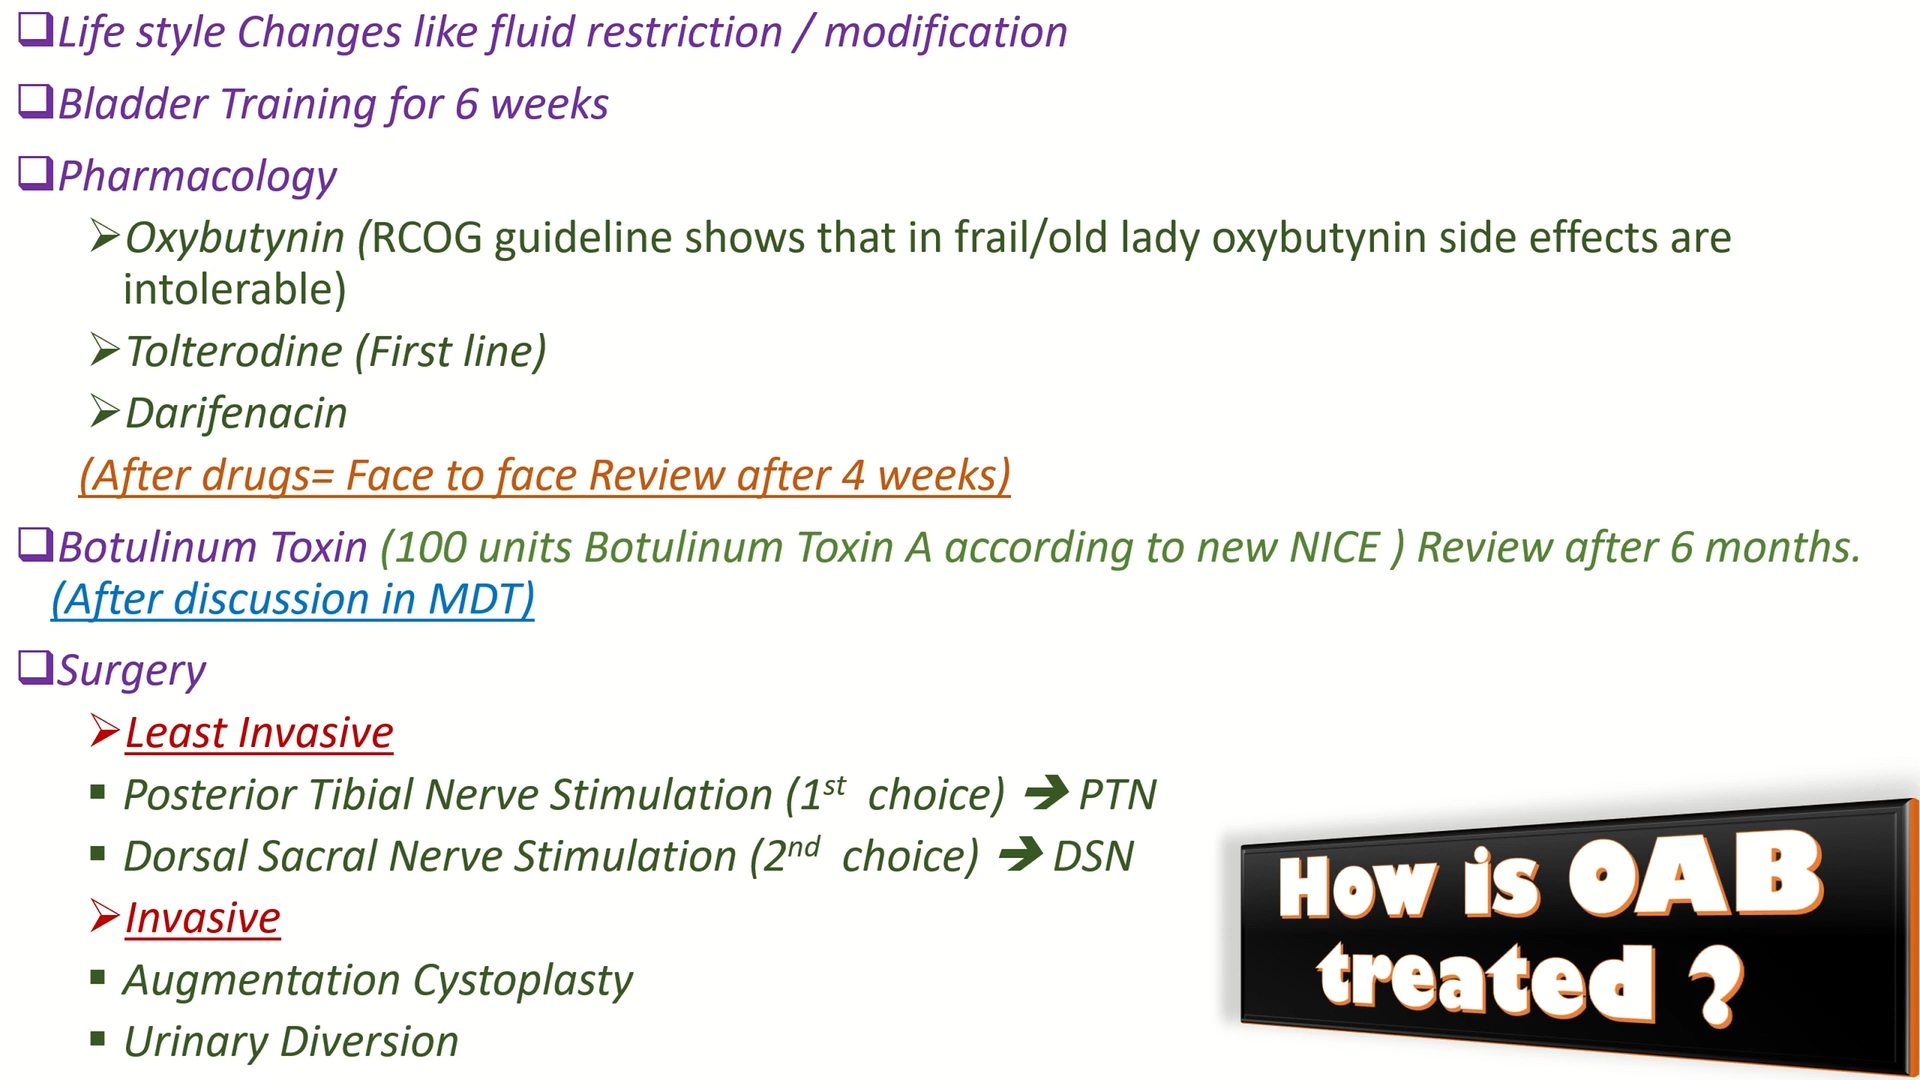 ❑Life style Changes like fluid restriction / modification
❑Bladder Training for 6 weeks
❑Pharmacology
➢Oxybutynin (RCOG guideline shows that in frail/old lady oxybutynin side effects are
intolerable)
➢Tolterodine (First line)
➢Darifenacin
(After drugs= Face to face Review after 4 weeks)
❑Botulinum Toxin (100 units Botulinum Toxin A according to new NICE ) Review after 6 months.
(After discussion in MDT)
❑Surgery
➢Least Invasive
▪ Posterior Tibial Nerve Stimulation (1st choice) ➔ PTN
▪ Dorsal Sacral Nerve Stimulation (2nd choice) ➔ DSN
➢Invasive
▪ Augmentation Cystoplasty
▪ Urinary Diversion
How is OAB
treated ?